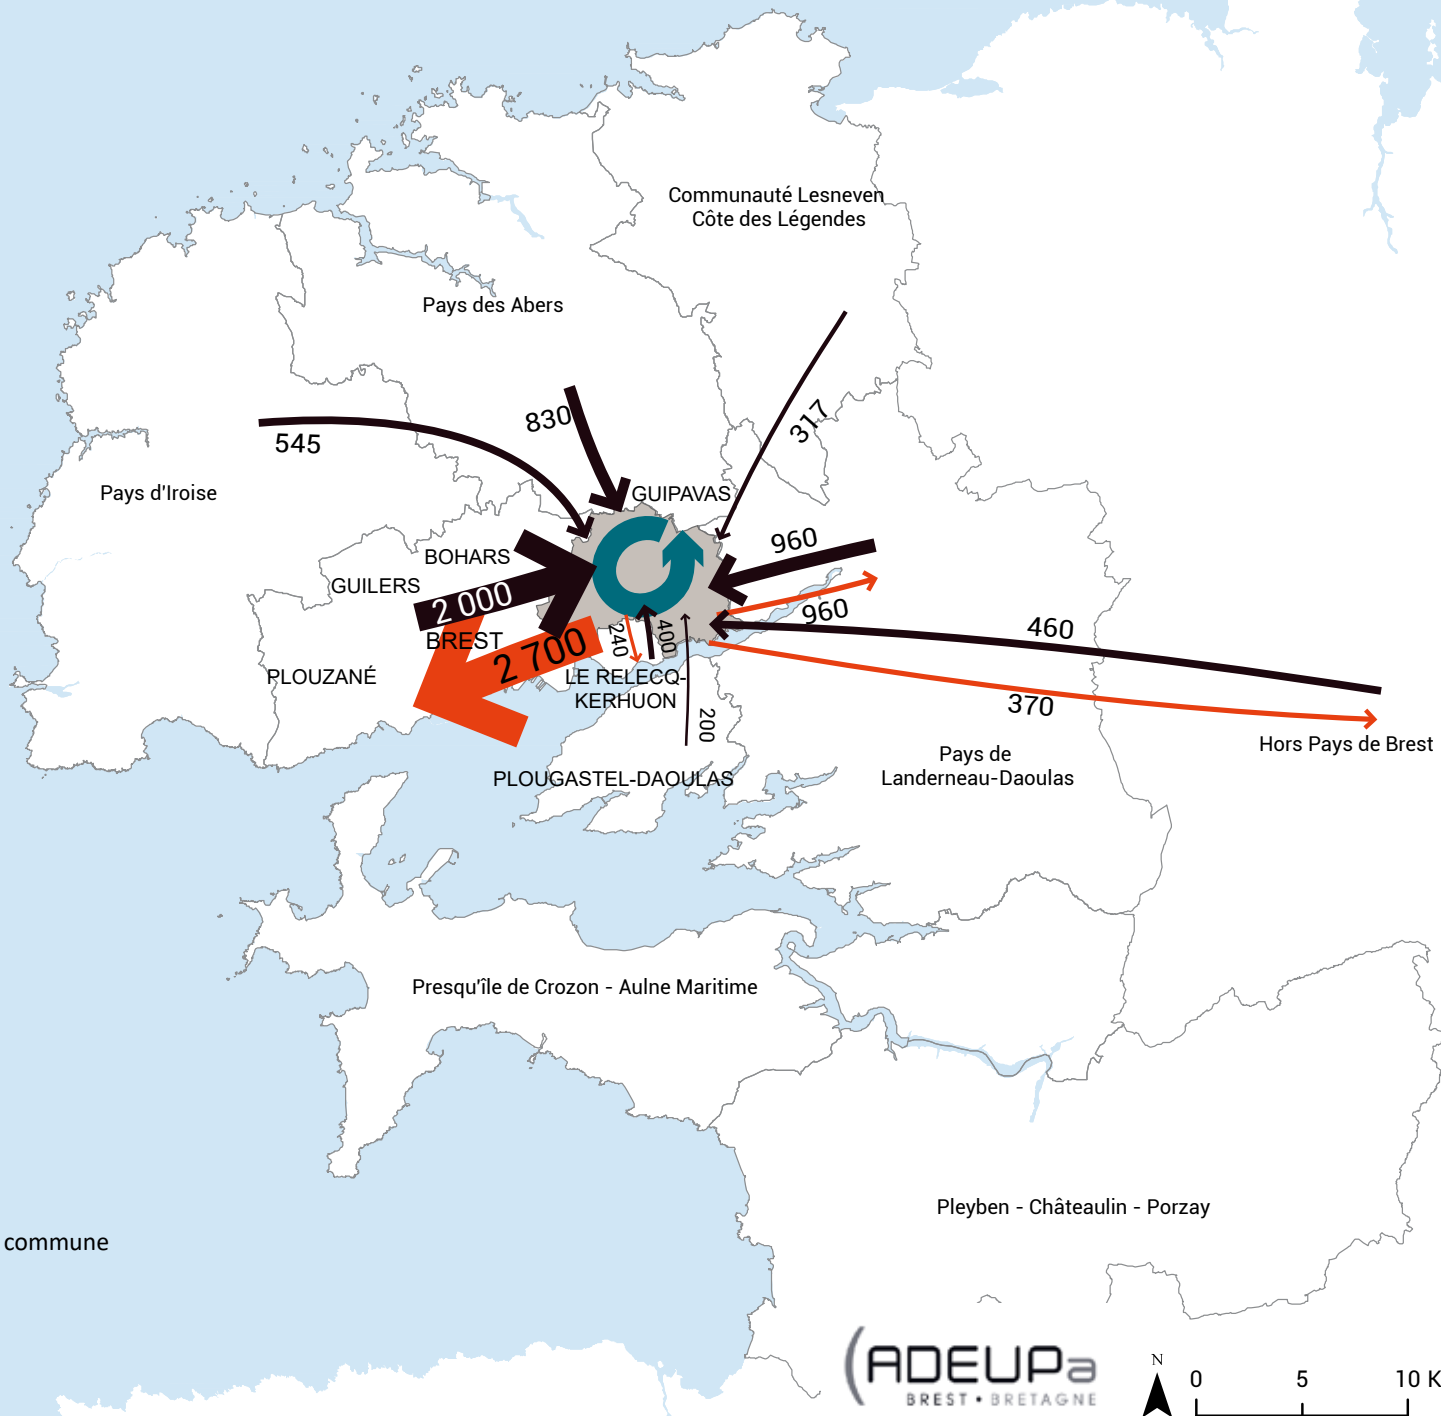 Communauté Lesneven
Côte des Légendes
Pays des Abers
830
317
545
Pays d'Iroise
GUIPAVAS
960
BOHARS
GUILERS
2 000
960
BREST
240
400
460
2 700
PLOUZANÉ
LE RELECQ-
KERHUON
200
370
Hors Pays de Brest
Pays de
Landerneau-Daoulas
PLOUGASTEL-DAOULAS
Presqu'île de Crozon - Aulne Maritime
Pleyben - Châteaulin - Porzay
commune
ADEUPa
BREST • BRETAGNE
N
0 5 10 K